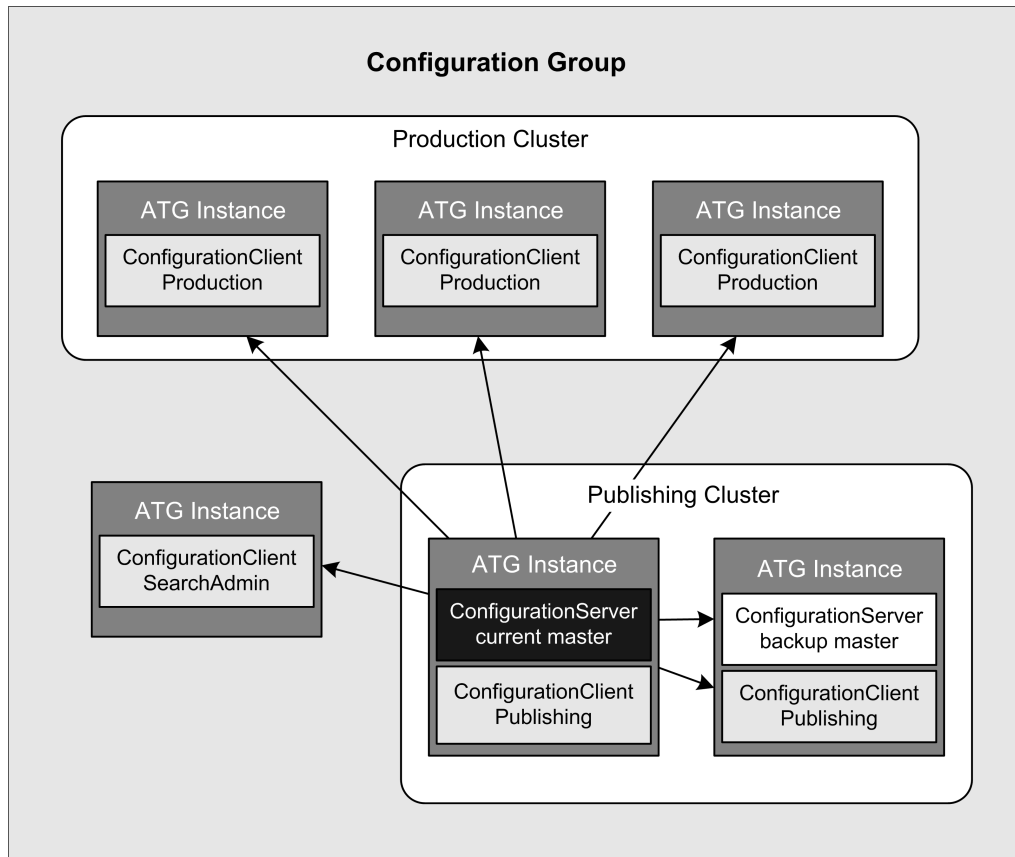 Configuration Group
Production Cluster
ATG Instance
ConfigurationClient
Production
ATG Instance
ConfigurationClient
Production
ATG Instance
ConfigurationClient
Production
ATG Instance
ConfigurationClient
SearchAdmin
Publishing Cluster
ATG Instance
ConfigurationServer
current master
ConfigurationClient
Publishing
ATG Instance
ConfigurationServer
backup master
ConfigurationClient
Publishing